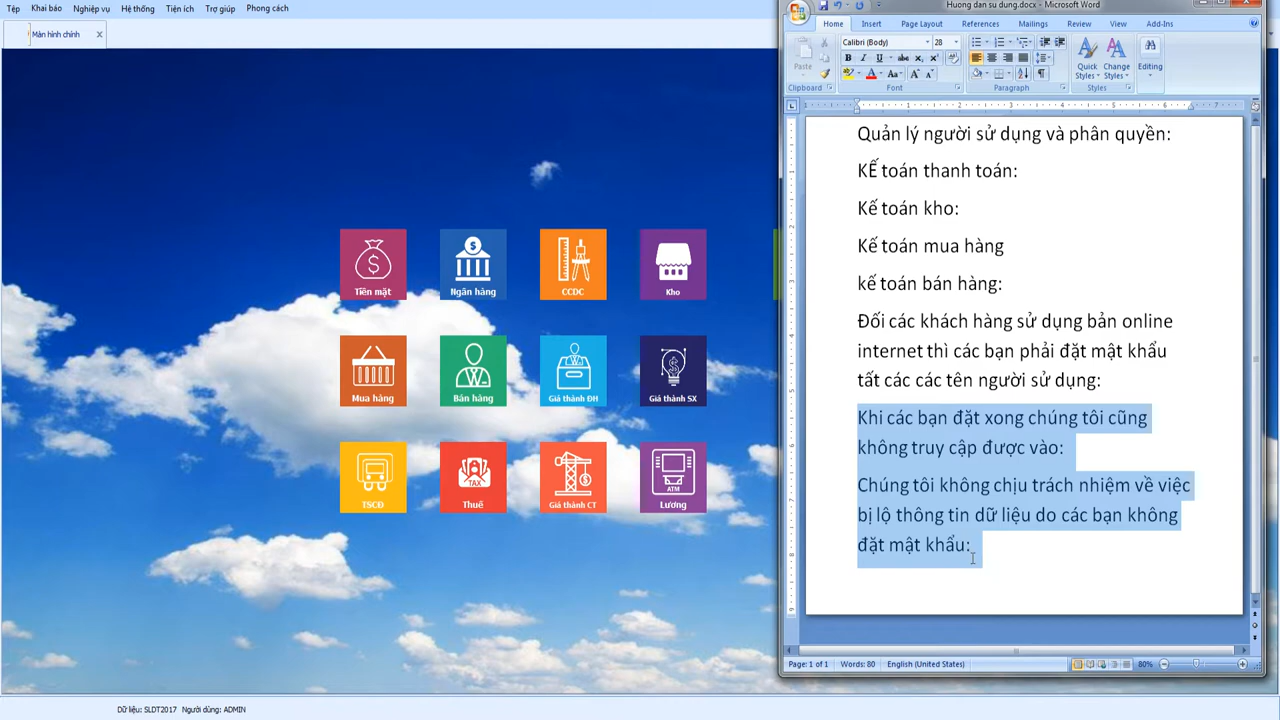 Tệp Khai báo Nghiệp vụ Hệ thống Tiện ích Trợ giúp Phong cách
Màn hình chính
Tiền mặt Ngân hàng CCDC Kho
Mua hàng Bán hàng Giá thành ĐH Giá thành SX
TAX ATM
TSCĐ Thuế Giá thành CT Lương
Dữ liệu: SLDT2017 Người dùng: ADMIN
Huong dan su dung.docx - Microsoft Word
Home Insert Page Layout References Mailings Review View Add-Ins
Calibri (Body) 28
Paste Quick Styles Change Styles Editing
Clipboard Font Paragraph Styles
Quản lý người sử dụng và phân quyền:
KẾ toán thanh toán:
Kế toán kho:
Kế toán mua hàng
kế toán bán hàng:
Đối các khách hàng sử dụng bản online
internet thì các bạn phải đặt mật khẩu
tất các các tên người sử dụng:
Khi các bạn đặt xong chúng tôi cũng
không truy cập được vào:
Chúng tôi không chịu trách nhiệm về việc
bị lộ thông tin dữ liệu do các bạn không
đặt mật khẩu:
Page: 1 of 1 Words: 80 English (United States) 80%